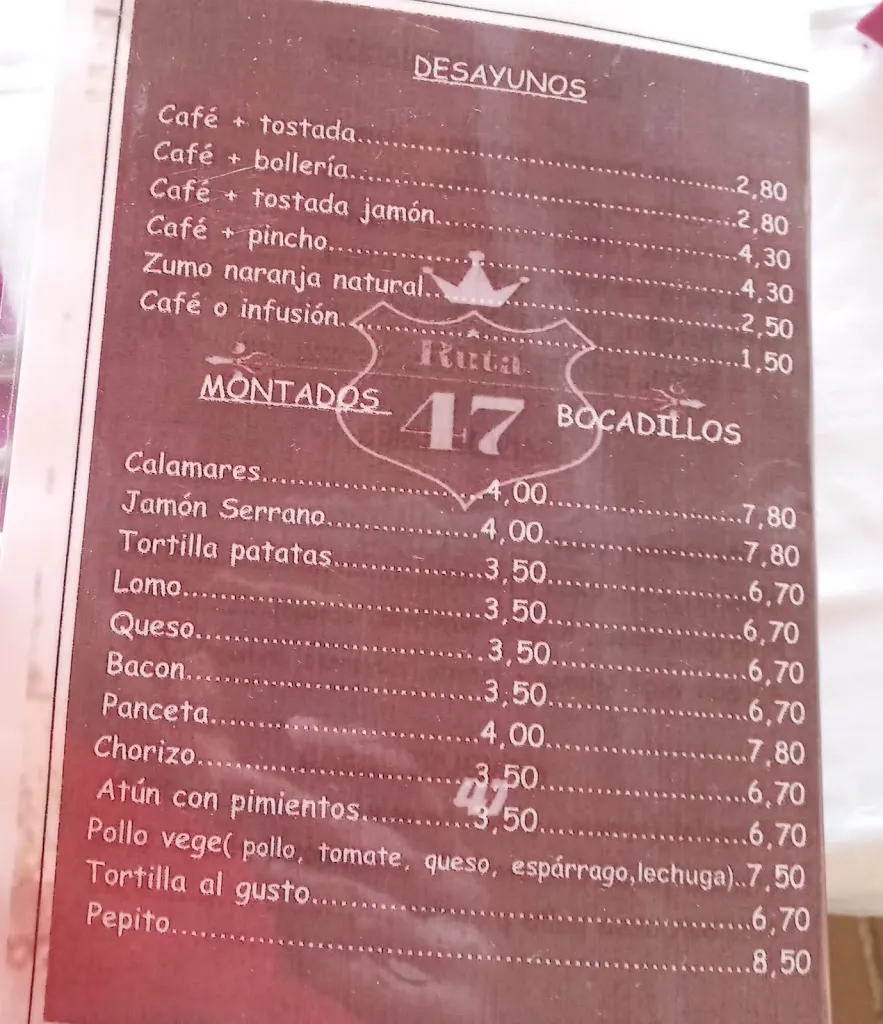 DESAYUNOS
Café + tostada..........2,80
Café + bollería..........2,80
Café + tostada jamón..........4,30
Café + pincho..........4,30
Zumo naranja natural..........2,50
Café o infusión..........1,50
Ruta
47
MONTADOS BOCADILLOS
Calamares..........4,00..........7,80
Jamón Serrano..........4,00..........7,80
Tortilla patatas..........3,50..........6,70
Lomo..........3,50..........6,70
Queso..........3,50..........6,70
Bacon..........3,50..........6,70
Panceta..........4,00..........7,80
Chorizo..........3,50..........6,70
Atún con pimientos..........3,50..........6,70
47
Pollo vege( pollo, tomate, queso, espárrago,lechuga)..7,50
Tortilla al gusto..........6,70
Pepito..........8,50